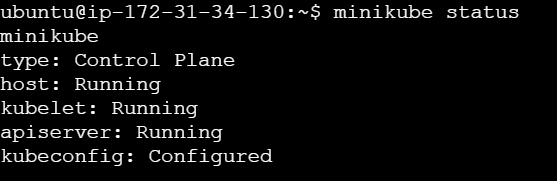 ubuntu@ip-172-31-34-130:~$ minikube status
minikube
type: Control Plane
host: Running
kubelet: Running
apiserver: Running
kubeconfig: Configured